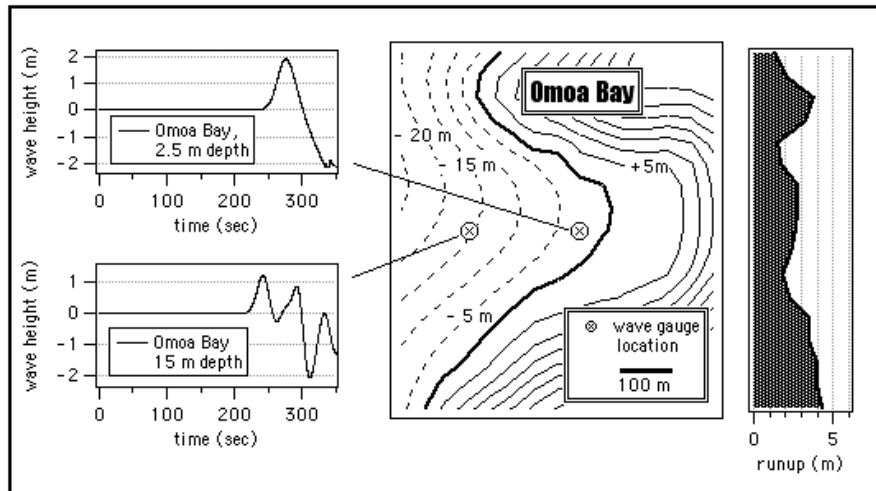 wave height (m)
2
1
0
-1
-2
Omoa Bay,
2.5 m depth
0 100 200 300
time (sec)
wave height (m)
1
0
-1
-2
Omoa Bay
15 m depth
0 100 200 300
time (sec)
Omoa Bay
- 20 m
- 15 m
+5m
- 5 m
wave gauge
location
100 m
0 5
runup (m)